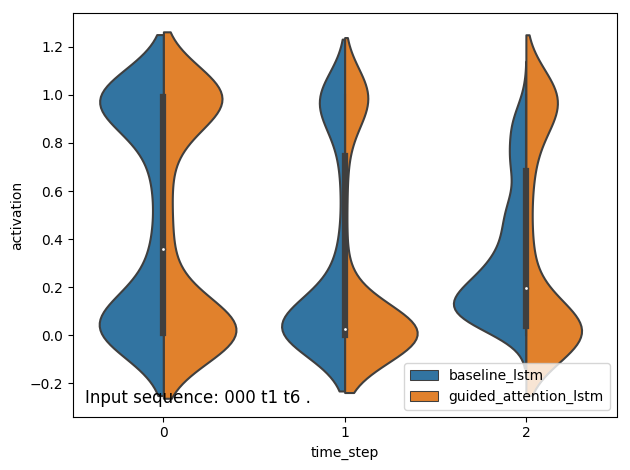 1.2
1.0
0.8
0.6
0.4
0.2
0.0
−0.2
activation
Input sequence: 000 t1 t6 .
baseline_lstm
guided_attention_lstm
0 1 2
time_step